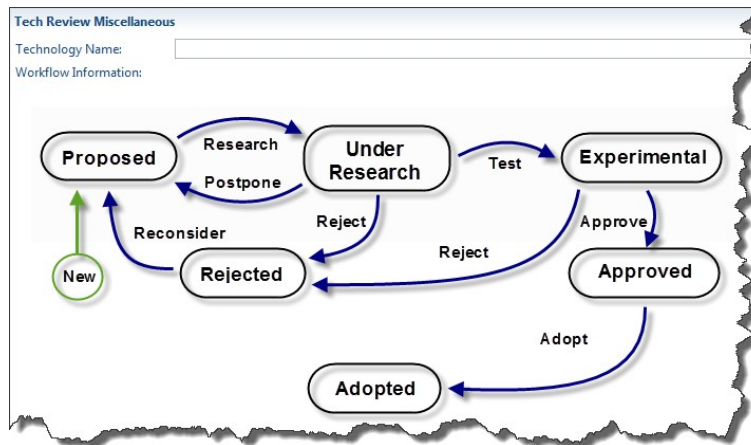 Tech Review Miscellaneous
Technology Name:
Workflow Information:
Research
Under
Research
Proposed
Test
Experimental
Postpone
Reject
Approve
Reconsider
Reject
New
Rejected
Approved
Adopt
Adopted